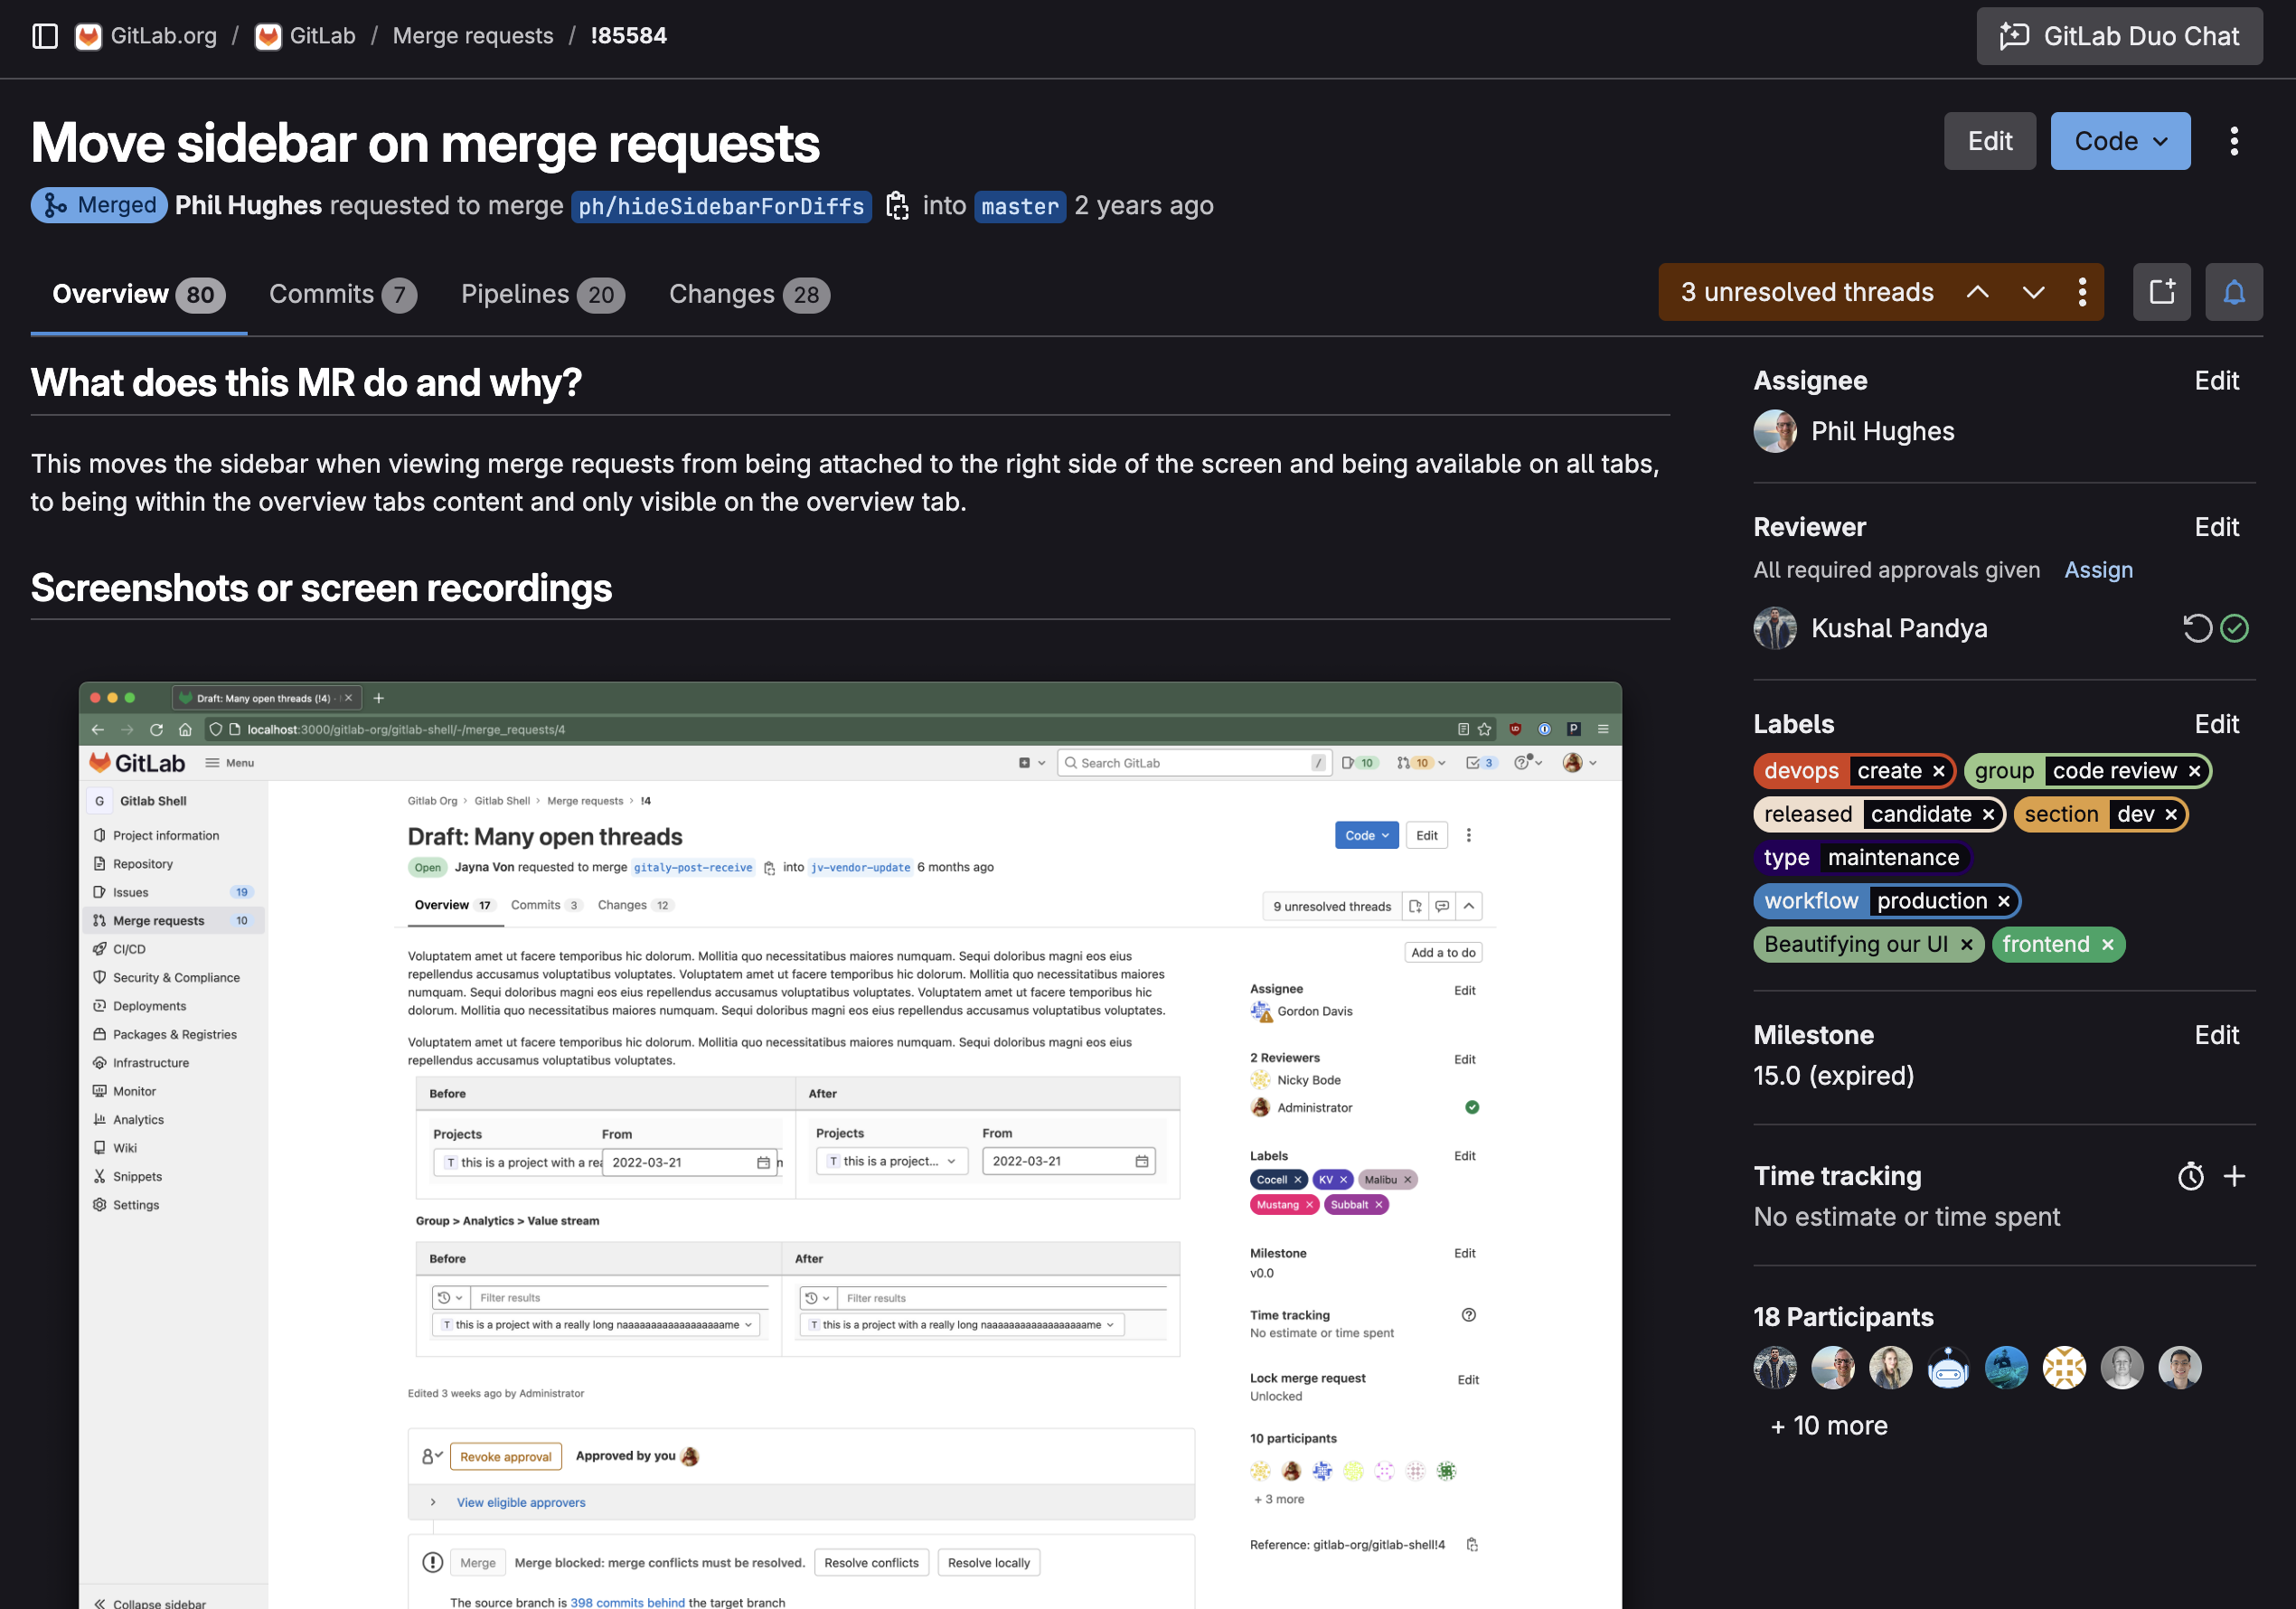 GitLab.org / GitLab / Merge requests / !85584
GitLab Duo Chat
Move sidebar on merge requests
Edit
Code
Merged Phil Hughes requested to merge ph/hideSidebarForDiffs into master 2 years ago
Overview 80 Commits 7 Pipelines 20 Changes 28
3 unresolved threads
What does this MR do and why?
This moves the sidebar when viewing merge requests from being attached to the right side of the screen and being available on all tabs,
to being within the overview tabs content and only visible on the overview tab.
Screenshots or screen recordings
Draft: Many open threads (!4) ·
localhost:3000/gitlab-org/gitlab-shell/-/merge_requests/4
GitLab Menu
Search GitLab /
10 10 3
G Gitlab Shell
Project information
Repository
Issues 19
Merge requests 10
CI/CD
Security & Compliance
Deployments
Packages & Registries
Infrastructure
Monitor
Analytics
Wiki
Snippets
Settings
Collapse sidebar
Gitlab Org › Gitlab Shell › Merge requests › !4
Draft: Many open threads
Code Edit
Open Jayna Von requested to merge gitaly-post-receive into jv-vendor-update 6 months ago
Overview 17 Commits 3 Changes 12
9 unresolved threads
Voluptatem amet ut facere temporibus hic dolorum. Mollitia quo necessitatibus maiores numquam. Sequi doloribus magni eos eius
repellendus accusamus voluptatibus voluptates. Voluptatem amet ut facere temporibus hic dolorum. Mollitia quo necessitatibus maiores
numquam. Sequi doloribus magni eos eius repellendus accusamus voluptatibus voluptates. Voluptatem amet ut facere temporibus hic
dolorum. Mollitia quo necessitatibus maiores numquam. Sequi doloribus magni eos eius repellendus accusamus voluptatibus voluptates.
Voluptatem amet ut facere temporibus hic dolorum. Mollitia quo necessitatibus maiores numquam. Sequi doloribus magni eos eius
repellendus accusamus voluptatibus voluptates.
Before After
Projects From
T this is a project with a rea 2022-03-21 n
Projects From
T this is a project... 2022-03-21
Group > Analytics > Value stream
Before After
Filter results
T this is a project with a really long naaaaaaaaaaaaaaaaaame
Filter results
T this is a project with a really long naaaaaaaaaaaaaaaaaame
Edited 3 weeks ago by Administrator
Revoke approval Approved by you
View eligible approvers
Merge Merge blocked: merge conflicts must be resolved. Resolve conflicts Resolve locally
The source branch is 398 commits behind the target branch
Add a to do
Assignee Edit
Gordon Davis
2 Reviewers Edit
Nicky Bode
Administrator
Labels Edit
Cocell × KV × Malibu ×
Mustang × Subbalt ×
Milestone Edit
v0.0
Time tracking
No estimate or time spent
Lock merge request Edit
Unlocked
10 participants
+ 3 more
Reference: gitlab-org/gitlab-shell!4
Assignee Edit
Phil Hughes
Reviewer Edit
All required approvals given Assign
Kushal Pandya
Labels Edit
devops create × group code review ×
released candidate × section dev ×
type maintenance
workflow production ×
Beautifying our UI × frontend ×
Milestone Edit
15.0 (expired)
Time tracking
No estimate or time spent
18 Participants
+ 10 more